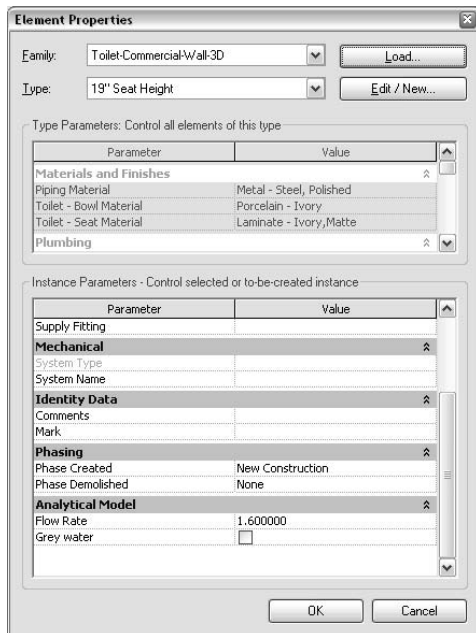 Element Properties
Family: Toilet-Commercial-Wall-3D Load...
Type: 19" Seat Height Edit / New...
Type Parameters: Control all elements of this type
Parameter Value
Materials and Finishes
Piping Material Metal - Steel, Polished
Toilet - Bowl Material Porcelain - Ivory
Toilet - Seat Material Laminate - Ivory,Matte
Plumbing
Instance Parameters - Control selected or to-be-created instance
Parameter Value
Supply Fitting
Mechanical
System Type
System Name
Identity Data
Comments
Mark
Phasing
Phase Created New Construction
Phase Demolished None
Analytical Model
Flow Rate 1.600000
Grey water
OK Cancel